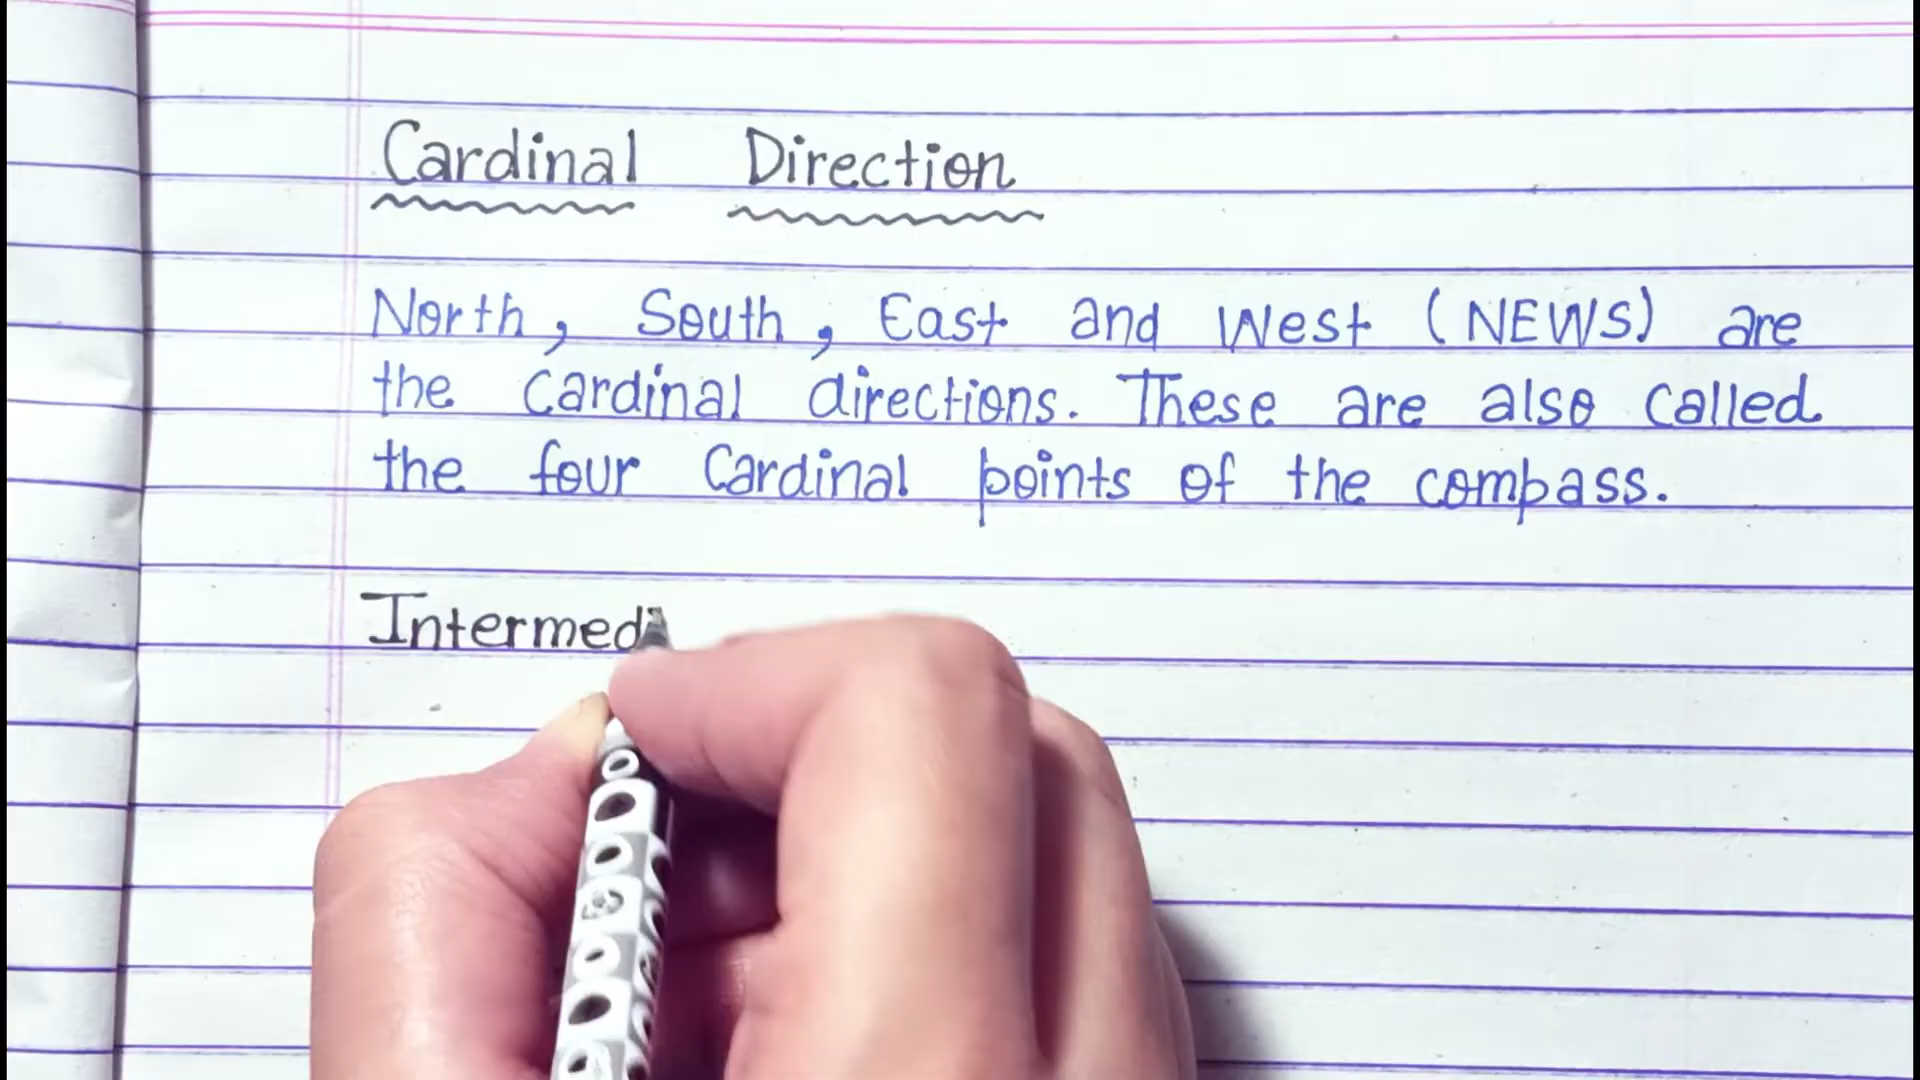 Cardinal Direction
North, South, East and West (NEWS) are
the cardinal directions. These are also called
the four Cardinal points of the compass.
Intermed